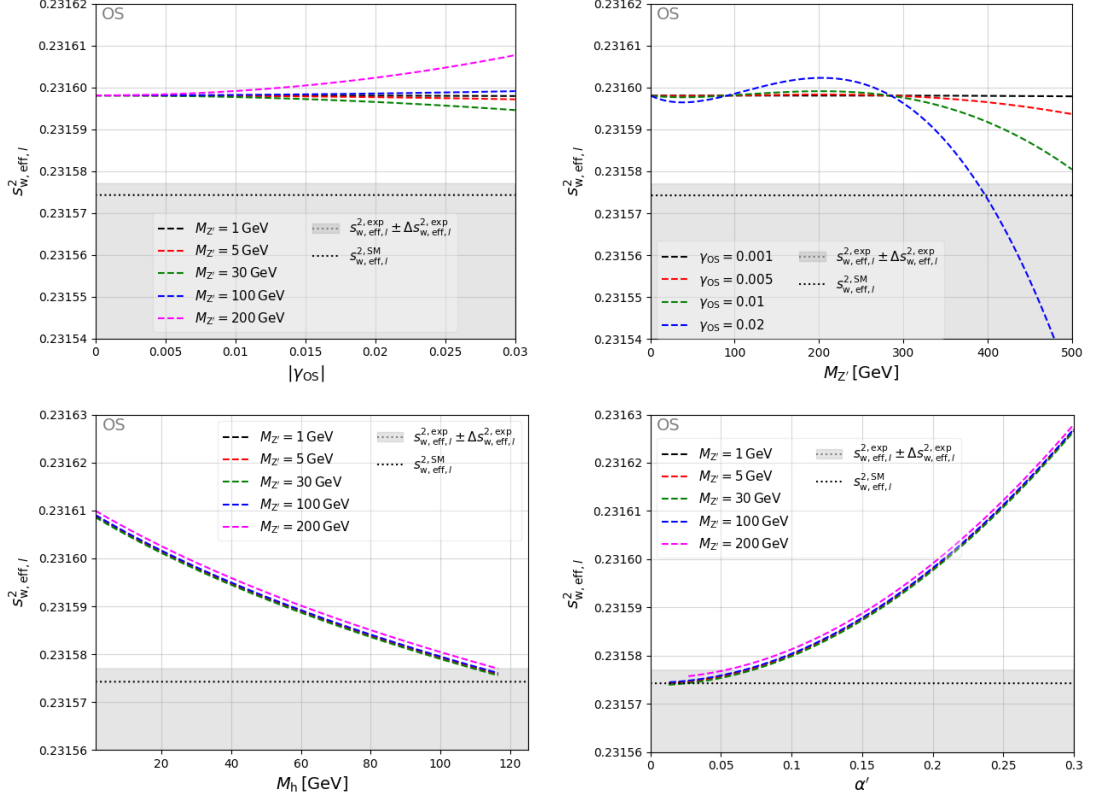 OS
0.23162
0.23161
0.23160
0.23159
0.23158
0.23157
0.23156
0.23155
0.23154
s²w,eff,l
M_Z′ = 1 GeV
M_Z′ = 5 GeV
M_Z′ = 30 GeV
M_Z′ = 100 GeV
M_Z′ = 200 GeV
s²,exp w,eff,l ± Δs²,exp w,eff,l
s²,SM w,eff,l
0 0.005 0.01 0.015 0.02 0.025 0.03
|γOS|
OS
0.23162
0.23161
0.23160
0.23159
0.23158
0.23157
0.23156
0.23155
0.23154
s²w,eff,l
γOS = 0.001
γOS = 0.005
γOS = 0.01
γOS = 0.02
s²,exp w,eff,l ± Δs²,exp w,eff,l
s²,SM w,eff,l
0 100 200 300 400 500
M_Z′ [GeV]
OS
0.23163
0.23162
0.23161
0.23160
0.23159
0.23158
0.23157
0.23156
s²w,eff,l
M_Z′ = 1 GeV
M_Z′ = 5 GeV
M_Z′ = 30 GeV
M_Z′ = 100 GeV
M_Z′ = 200 GeV
s²,exp w,eff,l ± Δs²,exp w,eff,l
s²,SM w,eff,l
20 40 60 80 100 120
M_h [GeV]
OS
0.23163
0.23162
0.23161
0.23160
0.23159
0.23158
0.23157
0.23156
s²w,eff,l
M_Z′ = 1 GeV
M_Z′ = 5 GeV
M_Z′ = 30 GeV
M_Z′ = 100 GeV
M_Z′ = 200 GeV
s²,exp w,eff,l ± Δs²,exp w,eff,l
s²,SM w,eff,l
0 0.05 0.1 0.15 0.2 0.25 0.3
α′